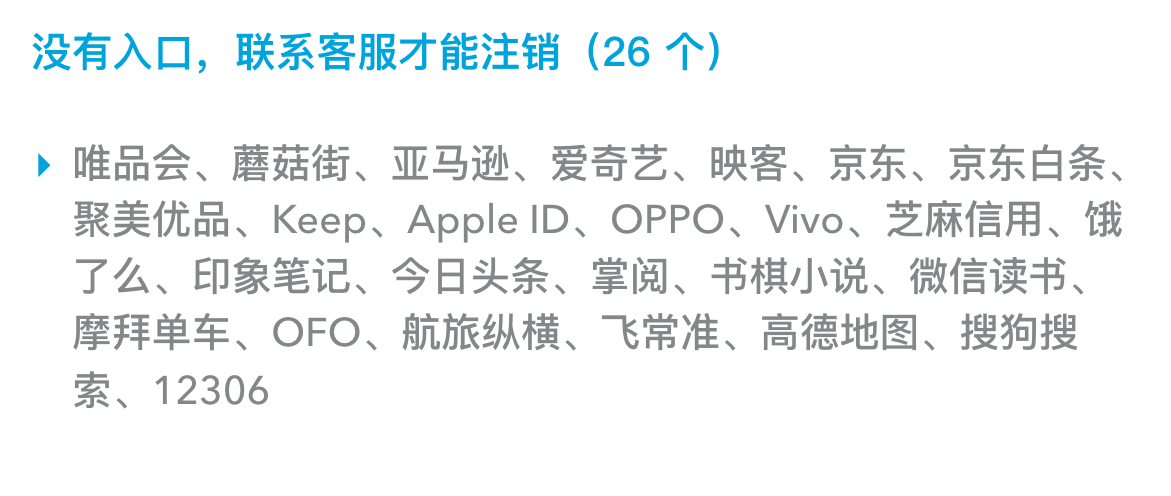 没有入口，联系客服才能注销（26 个）
唯品会、蘑菇街、亚马逊、爱奇艺、映客、京东、京东白条、
聚美优品、Keep、Apple ID、OPPO、Vivo、芝麻信用、饿
了么、印象笔记、今日头条、掌阅、书棋小说、微信读书、
摩拜单车、OFO、航旅纵横、飞常准、高德地图、搜狗搜
索、12306